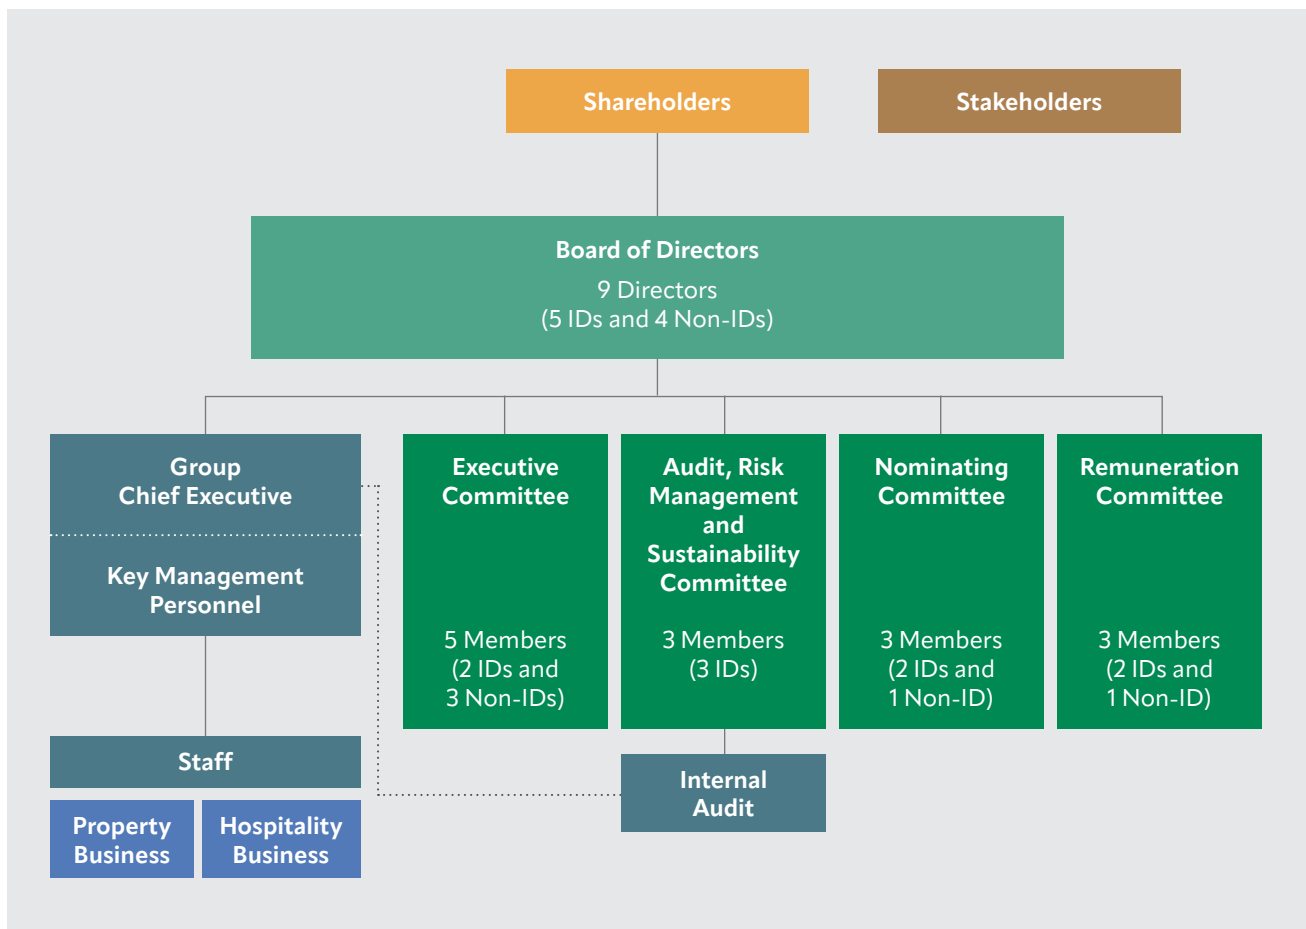 Shareholders
Stakeholders
Board of Directors
9 Directors
(5 IDs and 4 Non-IDs)
Group
Chief Executive
Key Management
Personnel
Executive
Committee
5 Members
(2 IDs and
3 Non-IDs)
Audit, Risk
Management
and
Sustainability
Committee
3 Members
(3 IDs)
Nominating
Committee
3 Members
(2 IDs and
1 Non-ID)
Remuneration
Committee
3 Members
(2 IDs and
1 Non-ID)
Staff
Internal
Audit
Property
Business
Hospitality
Business